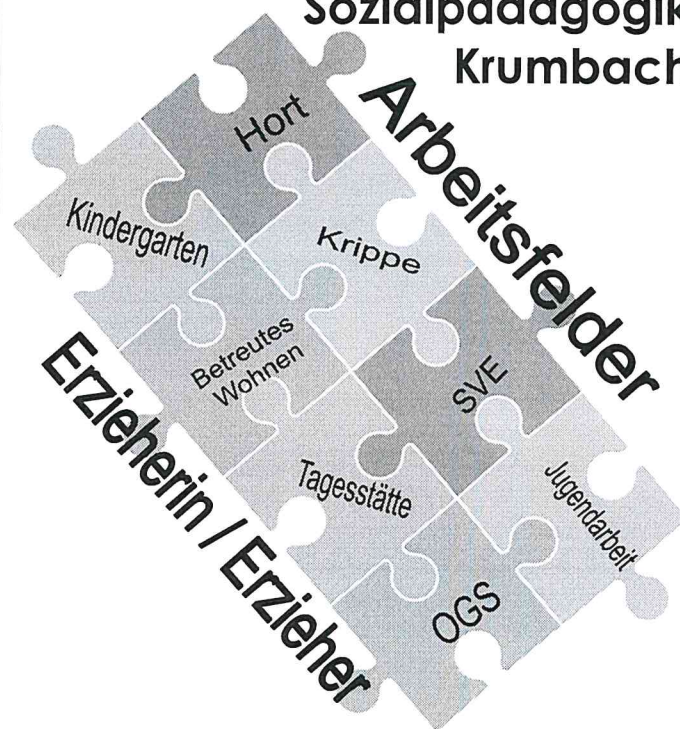 Sozialpädagogik
Krumbach
Arbeitsfelder
Hort
Kindergarten
Krippe
Betreutes
Wohnen
SVE
Tagesstätte
Jugendarbeit
OGS
Erzieherin / Erzieher